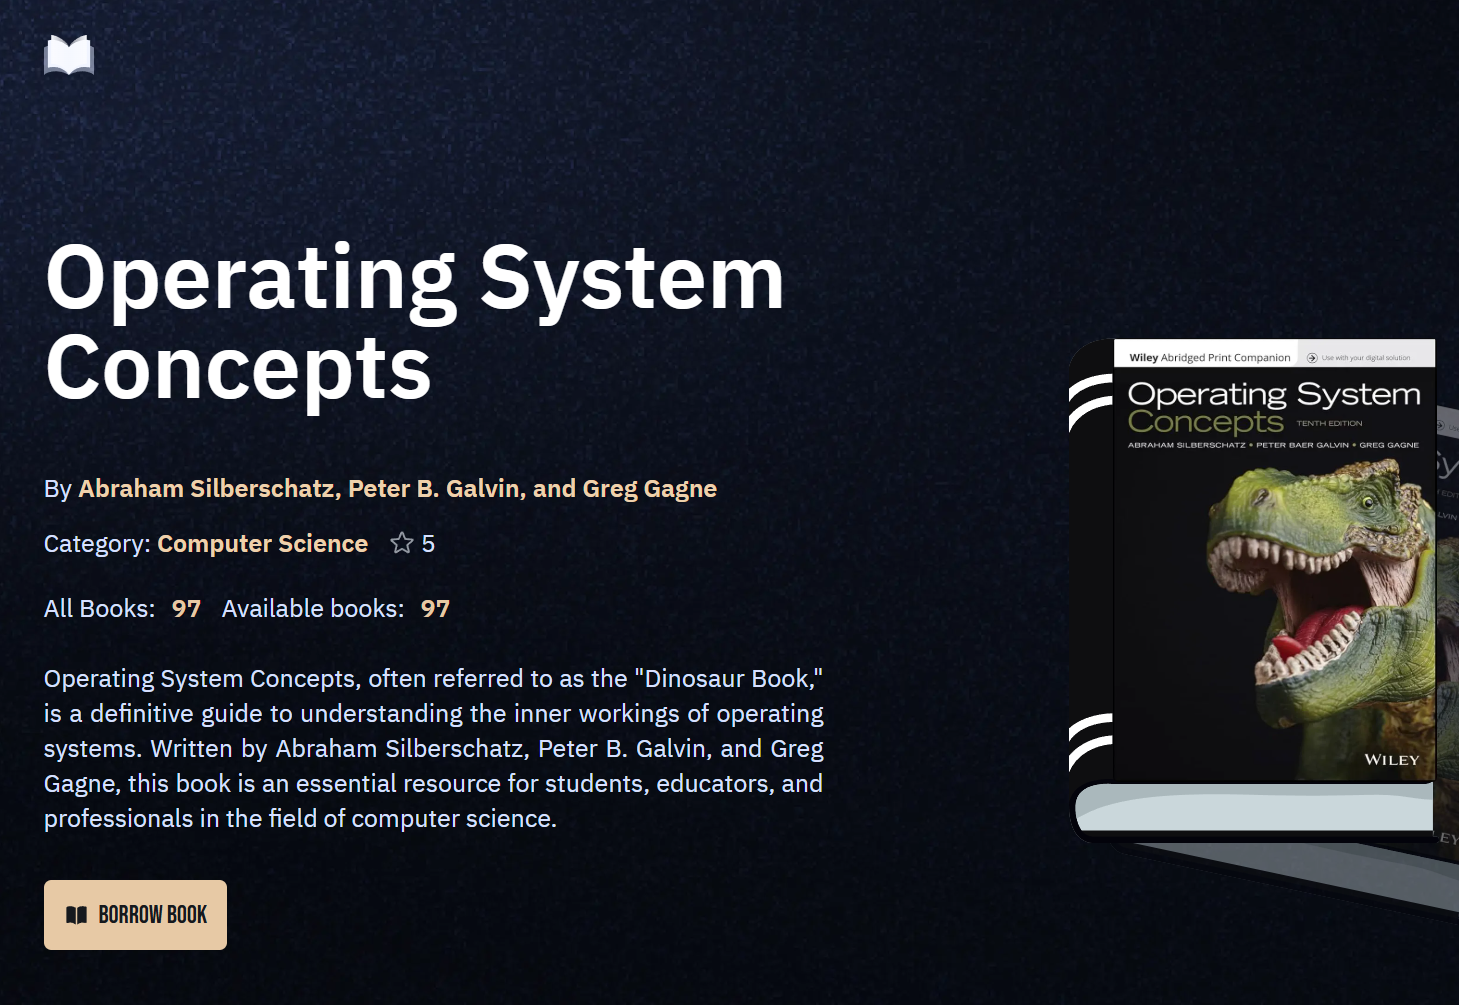 Operating System
Concepts
By Abraham Silberschatz, Peter B. Galvin, and Greg Gagne
Category: Computer Science 5
All Books: 97 Available books: 97
Operating System Concepts, often referred to as the "Dinosaur Book,"
is a definitive guide to understanding the inner workings of operating
systems. Written by Abraham Silberschatz, Peter B. Galvin, and Greg
Gagne, this book is an essential resource for students, educators, and
professionals in the field of computer science.
BORROW BOOK
Wiley Abridged Print Companion Use with your digital solution
Operating System
Concepts TENTH EDITION
ABRAHAM SILBERSCHATZ • PETER BAER GALVIN • GREG GAGNE
WILEY